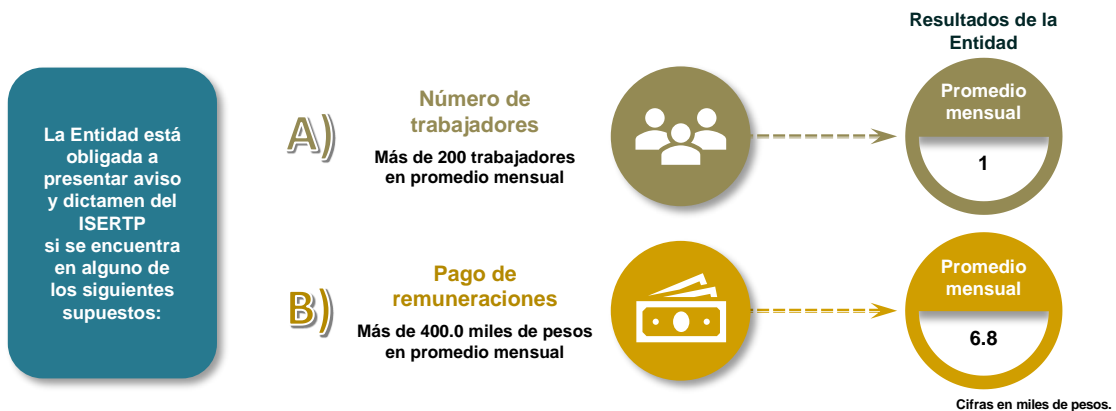 Resultados de la
Entidad
La Entidad está
obligada a
presentar aviso
y dictamen del
ISERTP
si se encuentra
en alguno de
los siguientes
supuestos:
A)
Número de
trabajadores
Más de 200 trabajadores
en promedio mensual
Promedio
mensual
1
B)
Pago de
remuneraciones
Más de 400.0 miles de pesos
en promedio mensual
Promedio
mensual
6.8
Cifras en miles de pesos.